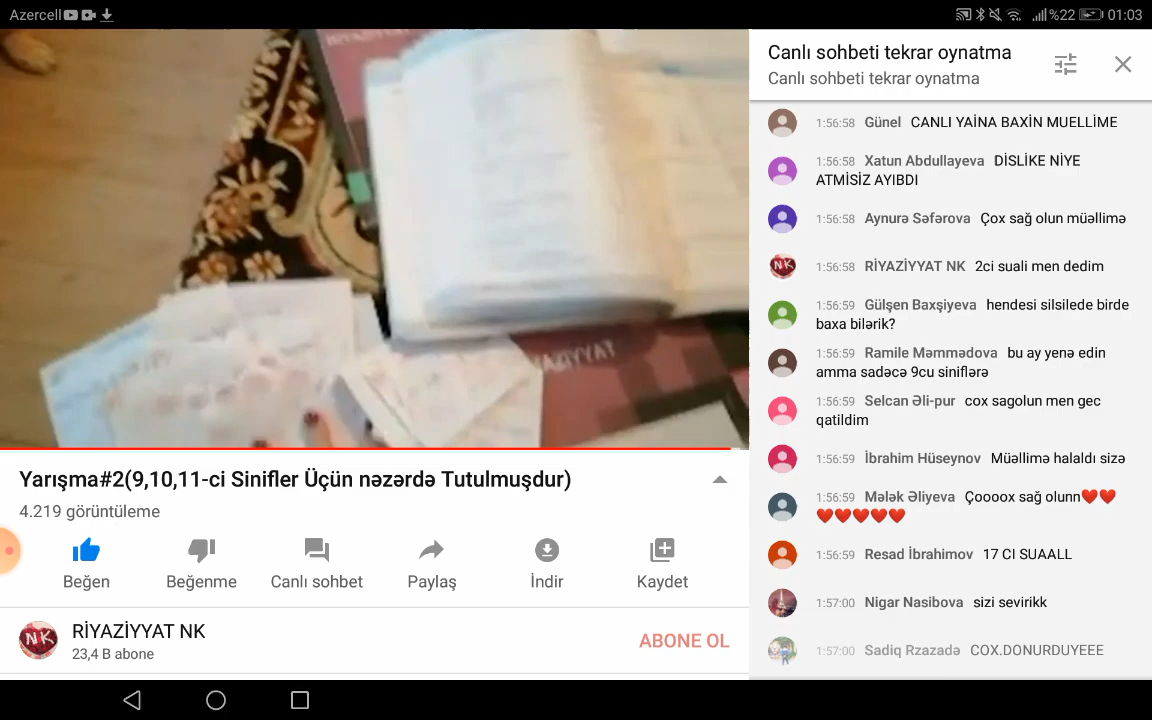 Azercell
%22
01:03
RİYAZİYYAT
Canlı sohbeti tekrar oynatma
Canlı sohbeti tekrar oynatma
1:56:58 Günel CANLI YAİNA BAXİN MUELLİME
1:56:58 Xatun Abdullayeva DİSLİKE NİYE
ATMİSİZ AYIBDI
1:56:58 Aynurə Səfərova Çox sağ olun müəllimə
NK
1:56:58 RİYAZİYYAT NK 2ci suali men dedim
1:56:59 Gülşen Baxşiyeva hendesi silsilede birde
baxa bilərik?
1:56:59 Ramile Məmmədova bu ay yenə edin
amma sadəcə 9cu siniflərə
1:56:59 Selcan Əli-pur cox sagolun men gec
qatildim
1:56:59 İbrahim Hüseynov Müəllimə halaldı sizə
1:56:59 Mələk Əliyeva Çoooox sağ olunn❤️❤️
❤️❤️❤️❤️❤️
1:56:59 Resad İbrahimov 17 CI SUAALL
1:57:00 Nigar Nasibova sizi sevirikk
1:57:00 Sadiq Rzazadə COX.DONURDUYEEE
Yarışma#2(9,10,11-ci Sinifler Üçün nəzərdə Tutulmuşdur)
4.219 görüntüleme
Beğen
Beğenme
Canlı sohbet
Paylaş
İndir
Kaydet
NK
RİYAZİYYAT NK
23,4 B abone
ABONE OL